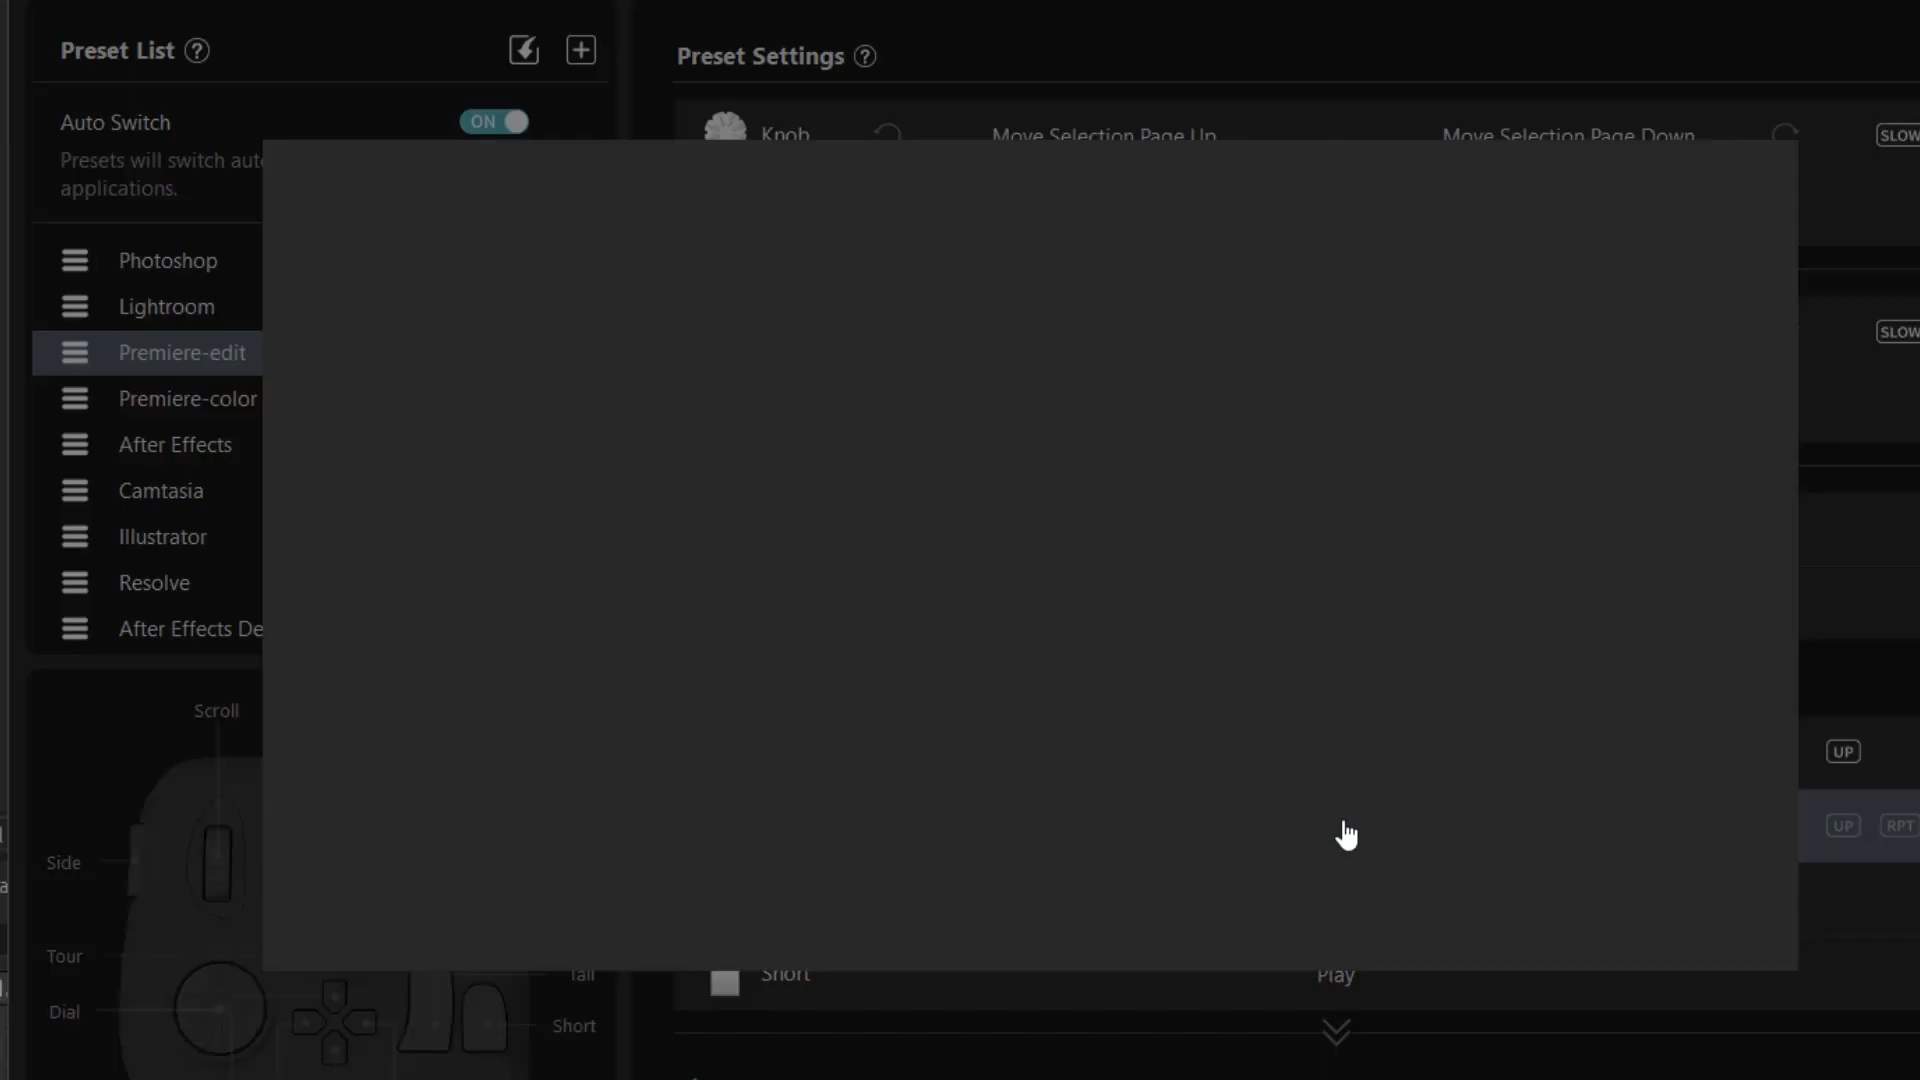 Preset List ?
Preset Settings ?
Auto Switch
ON
Presets will switch aut
applications.
Knob
Move Selection Page Up
Move Selection Page Down
SLOW
Photoshop
Lightroom
Premiere-edit
SLOW
Premiere-color
After Effects
Camtasia
Illustrator
Resolve
After Effects De
Scroll
UP
UP RPT
Side
Tour
Tall
Short
Play
Dial
Short